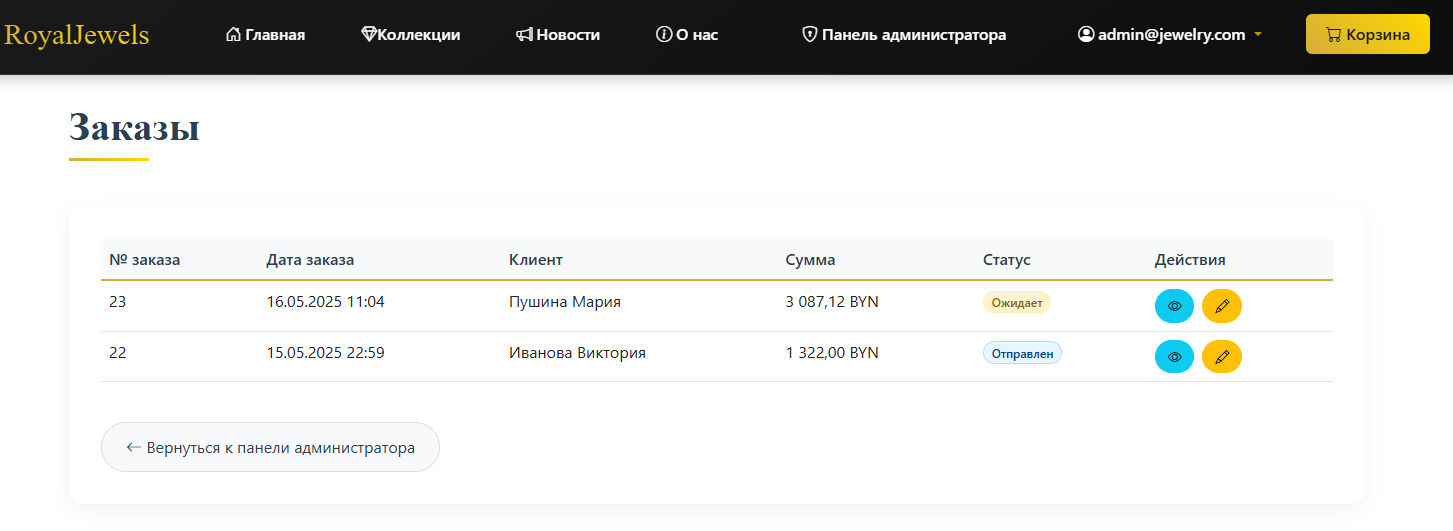 RoyalJewels Главная Коллекции Новости О нас Панель администратора admin@jewelry.com Корзина
Заказы
№ заказа Дата заказа Клиент Сумма Статус Действия
23 16.05.2025 11:04 Пушина Мария 3 087,12 BYN Ожидает
22 15.05.2025 22:59 Иванова Виктория 1 322,00 BYN Отправлен
← Вернуться к панели администратора